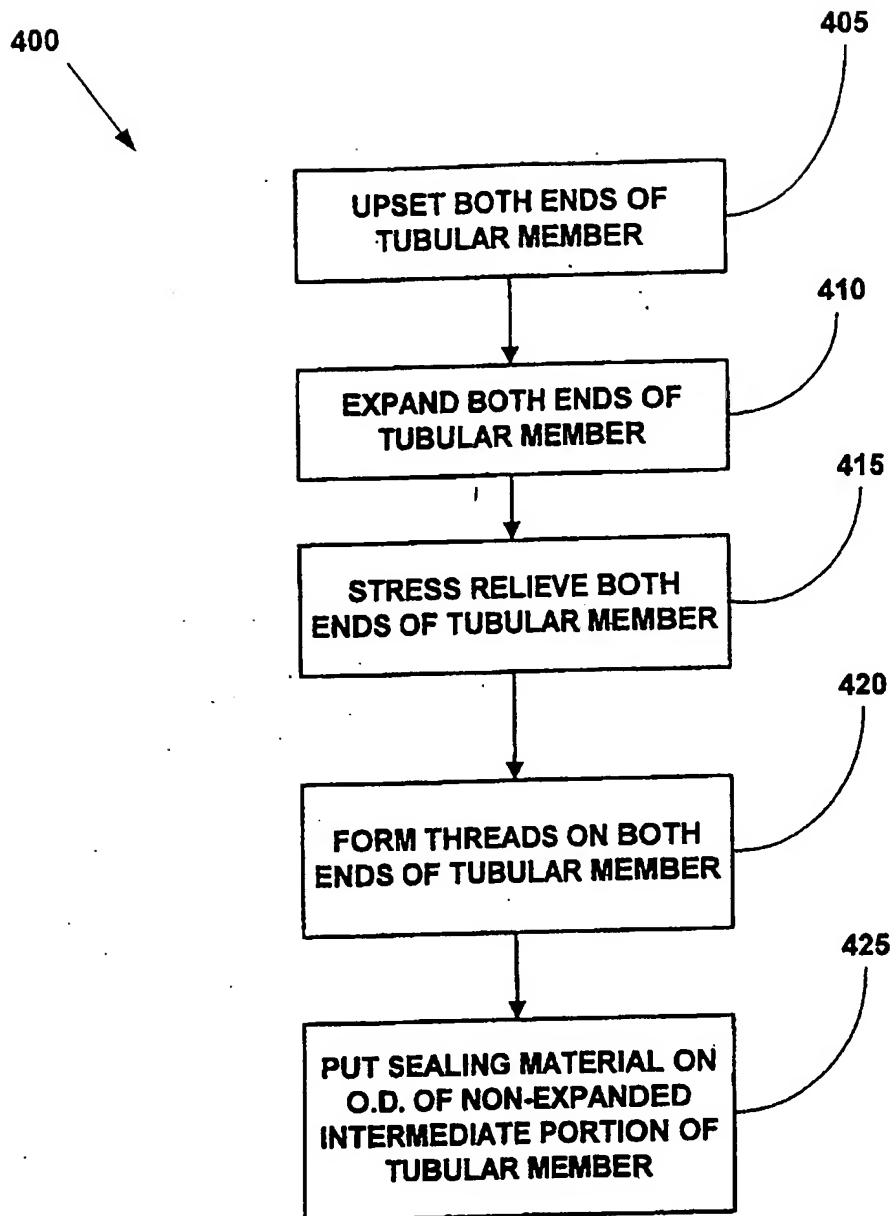 400
405
UPSET BOTH ENDS OF
TUBULAR MEMBER
410
EXPAND BOTH ENDS OF
TUBULAR MEMBER
415
STRESS RELIEVE BOTH
ENDS OF TUBULAR MEMBER
420
FORM THREADS ON BOTH
ENDS OF TUBULAR MEMBER
425
PUT SEALING MATERIAL ON
O.D. OF NON-EXPANDED
INTERMEDIATE PORTION OF
TUBULAR MEMBER